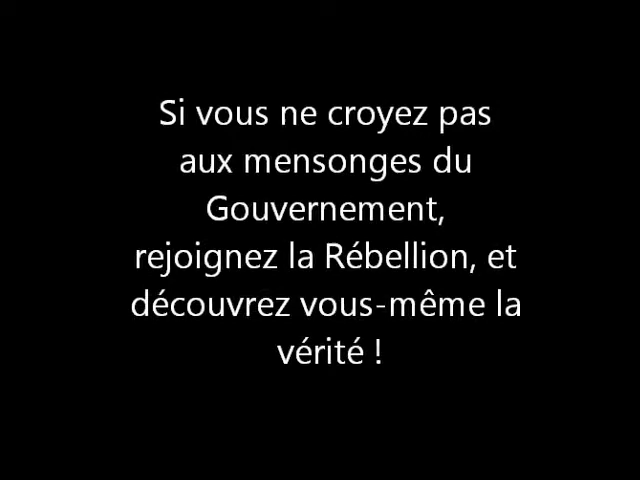 Si vous ne croyez pas
aux mensonges du
Gouvernement,
rejoignez la Rébellion, et
découvrez vous-même la
vérité !